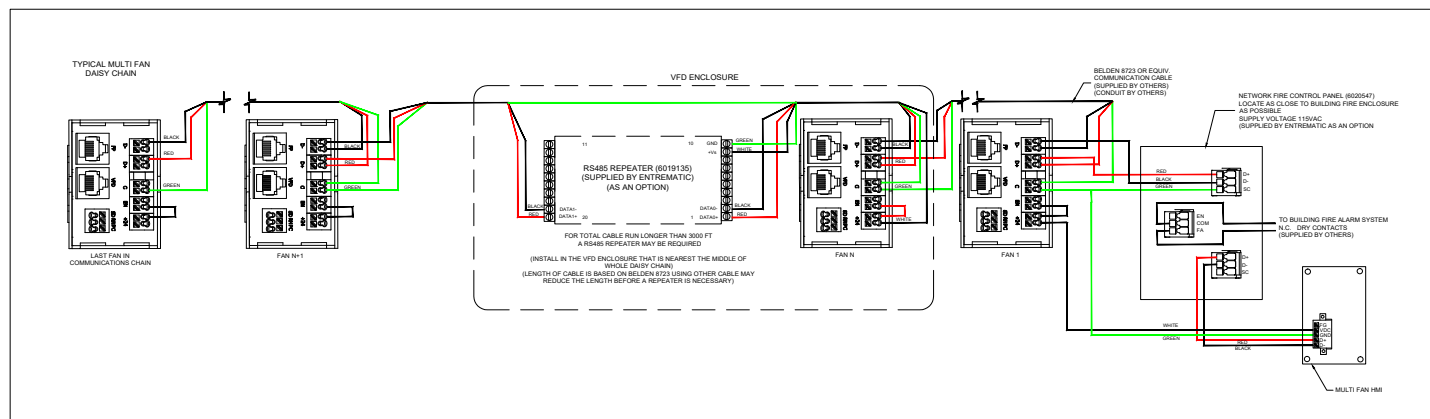 TYPICAL MULTI FAN
DAISY CHAIN
BLACK
RED
GREEN
LAST FAN IN
COMMUNICATIONS CHAIN
BLACK
RED
GREEN
FAN N+1
VFD ENCLOSURE
11
10
GND
+Vs
GREEN
WHITE
RS485 REPEATER (6019135)
(SUPPLIED BY ENTREMATIC)
(AS AN OPTION)
BLACK
RED
DATA1-
DATA1+
20
1
DATA0-
DATA0+
BLACK
RED
FOR TOTAL CABLE RUN LONGER THAN 3000 FT
A RS485 REPEATER MAY BE REQUIRED
(INSTALL IN THE VFD ENCLOSURE THAT IS NEAREST THE MIDDLE OF
WHOLE DAISY CHAIN)
(LENGTH OF CABLE IS BASED ON BELDEN 8723 USING OTHER CABLE MAY
REDUCE THE LENGTH BEFORE A REPEATER IS NECESSARY)
BLACK
RED
GREEN
WHITE
FAN N
FAN 1
BELDEN 8723 OR EQUIV.
COMMUNICATION CABLE
(SUPPLIED BY OTHERS)
(CONDUIT BY OTHERS)
NETWORK FIRE CONTROL PANEL (6020547)
LOCATE AS CLOSE TO BUILDING FIRE ENCLOSURE
AS POSSIBLE
SUPPLY VOLTAGE 115VAC
(SUPPLIED BY ENTREMATIC AS AN OPTION
RED
BLACK
GREEN
D+
D-
SC
EN
COM
FA
TO BUILDING FIRE ALARM SYSTEM
N.C. DRY CONTACTS
(SUPPLIED BY OTHERS)
D+
D-
SC
WHITE
GREEN
RED
BLACK
FG
VDC
GND
D+
D-
MULTI FAN HMI